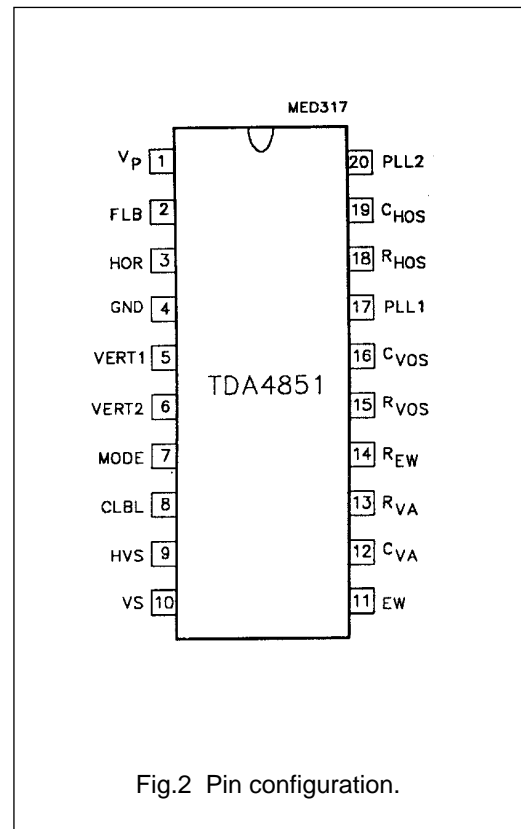 MED317
VP 1
FLB 2
HOR 3
GND 4
VERT1 5
VERT2 6
MODE 7
CLBL 8
HVS 9
VS 10
TDA4851
20 PLL2
19 CHOS
18 RHOS
17 PLL1
16 CVOS
15 RVOS
14 REW
13 RVA
12 CVA
11 EW
Fig.2 Pin configuration.